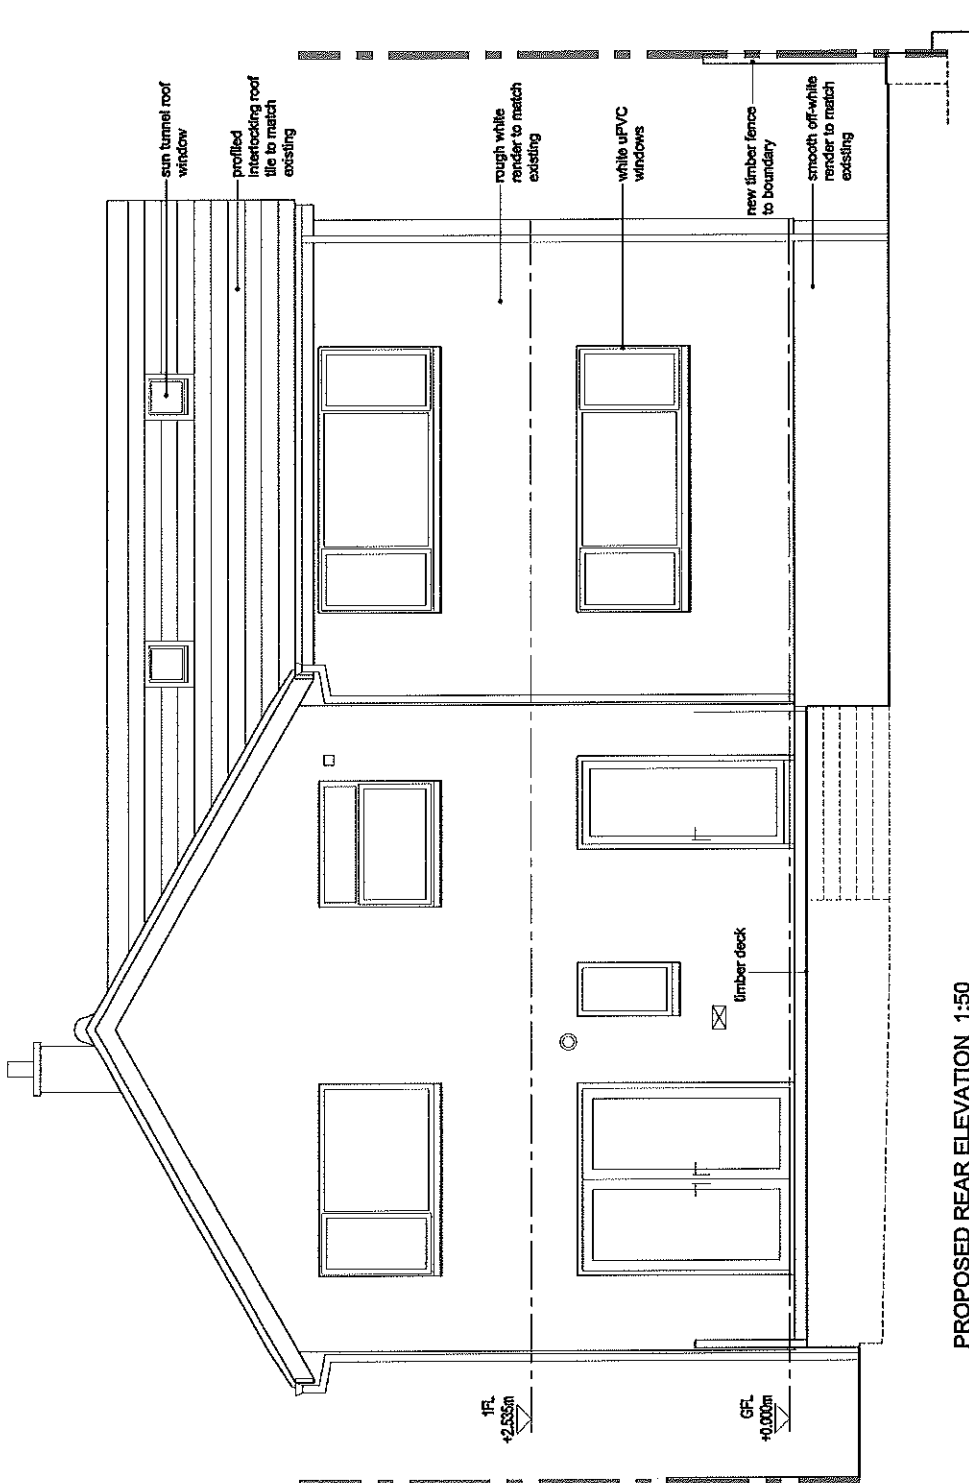 sun tunnel roof
window
profiled
interlocking roof
tile to match
existing
rough white
render to match
existing
white uPVC
windows
new timber fence
to boundary
smooth off-white
render to match
existing
timber deck
1FL
+2.535m
GFL
+0.000m
PROPOSED REAR ELEVATION 1:50